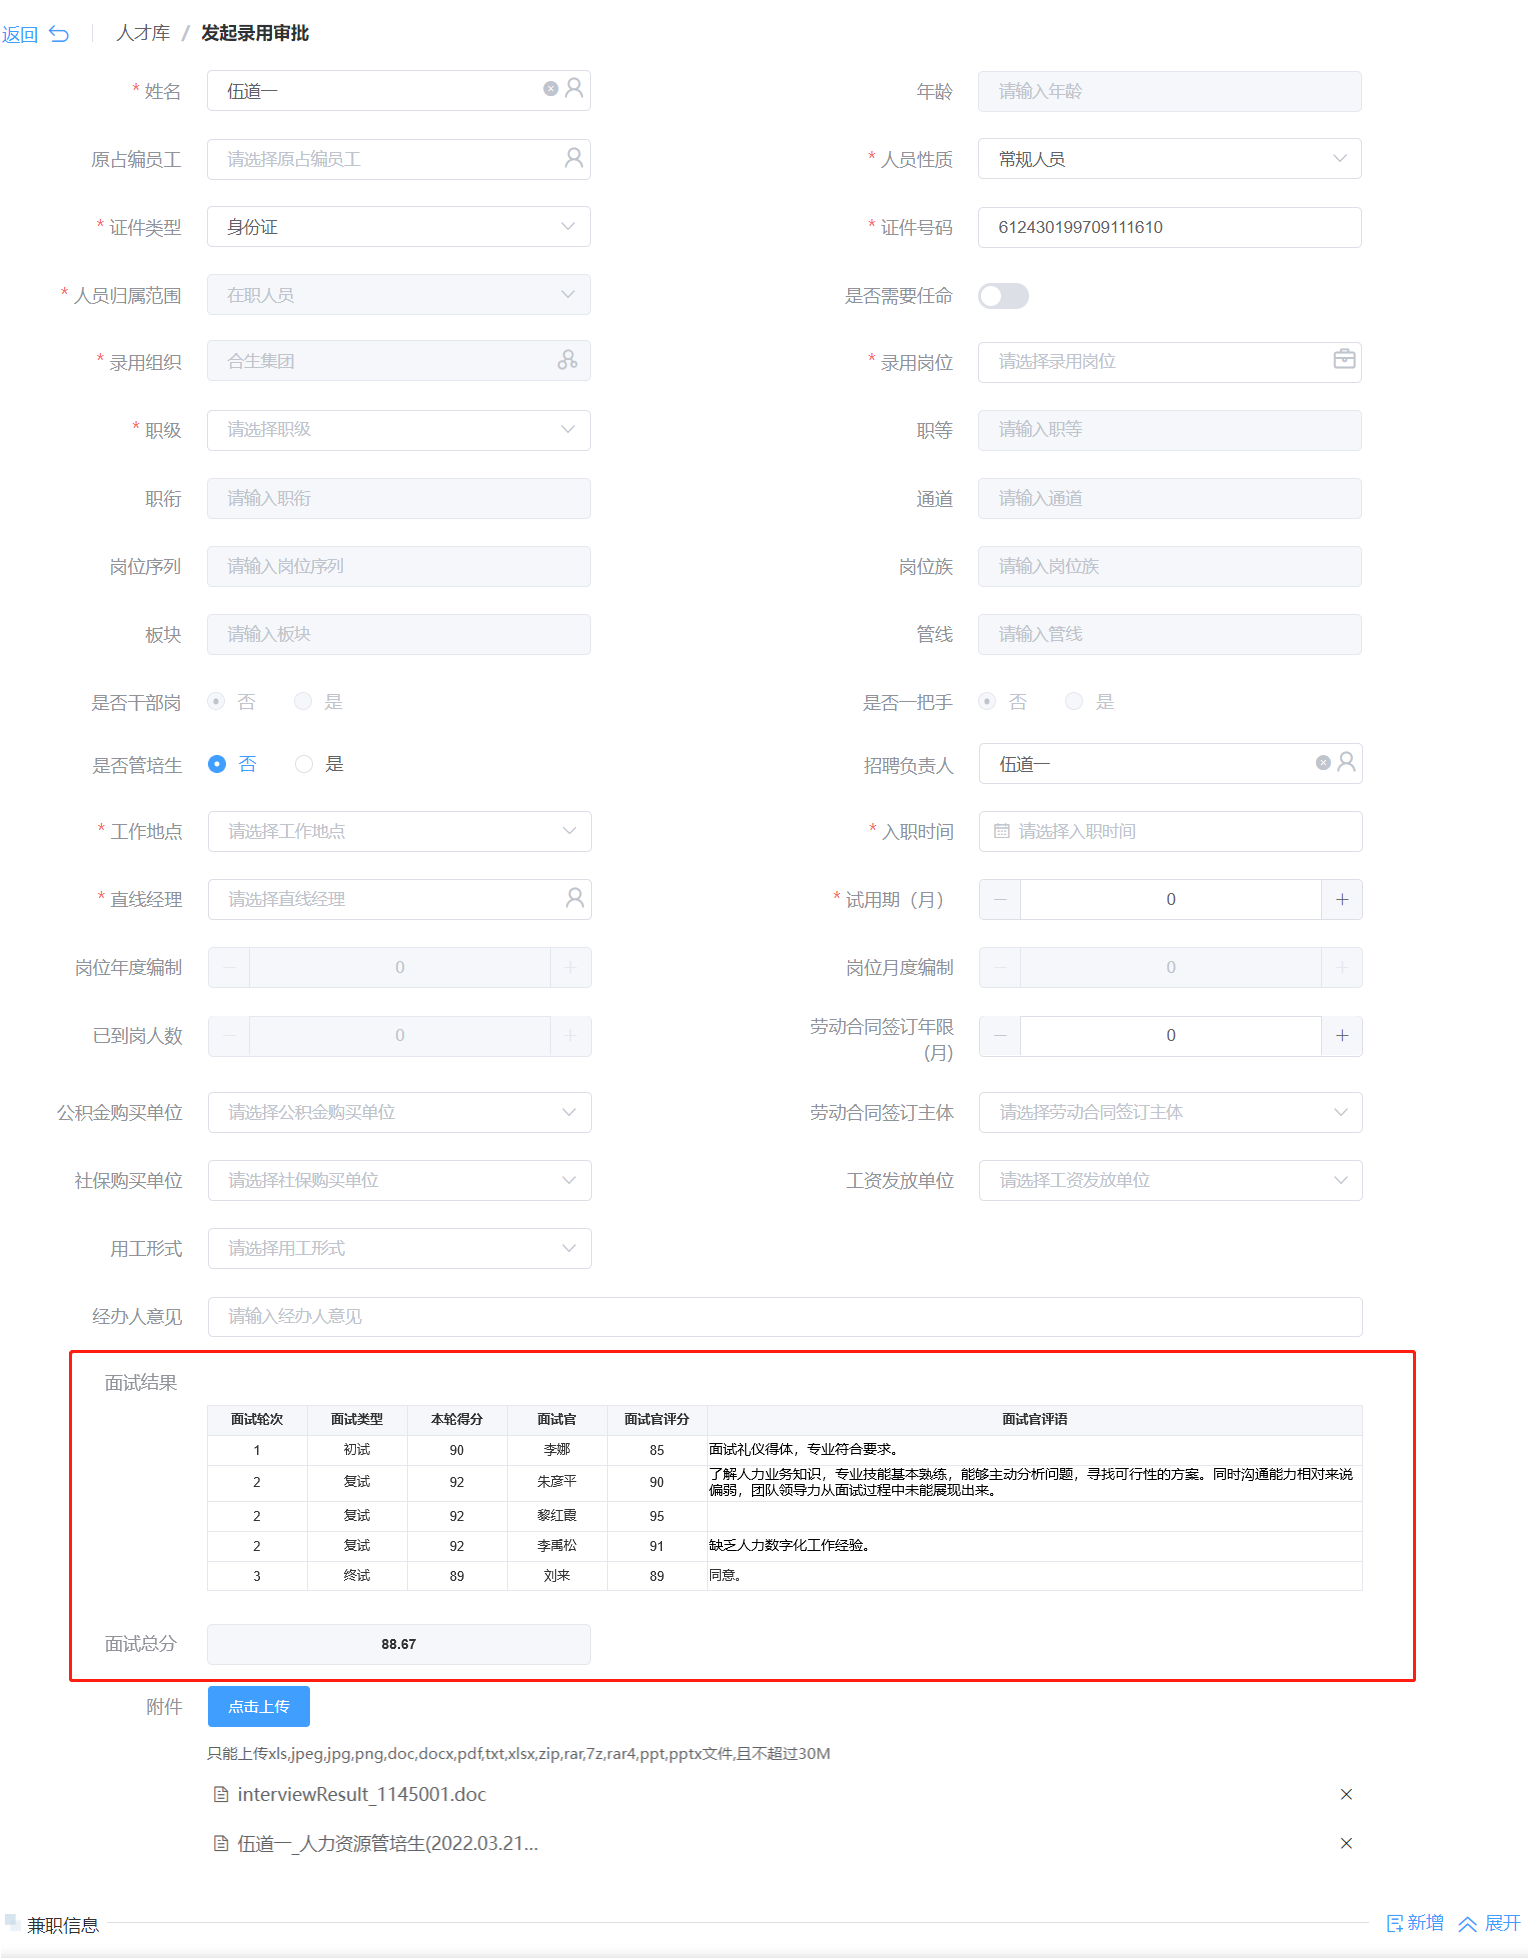 返回 人才库 / 发起录用审批
* 姓名 伍道一 年龄 请输入年龄
原占编员工 请选择原占编员工 * 人员性质 常规人员
* 证件类型 身份证 * 证件号码 612430199709111610
* 人员归属范围 在职人员 是否需要任命
* 录用组织 合生集团 * 录用岗位 请选择录用岗位
* 职级 请选择职级 职等 请输入职等
职衔 请输入职衔 通道 请输入通道
岗位序列 请输入岗位序列 岗位族 请输入岗位族
板块 请输入板块 管线 请输入管线
是否干部岗 否 是 是否一把手 否 是
是否管培生 否 是 招聘负责人 伍道一
* 工作地点 请选择工作地点 * 入职时间 请选择入职时间
* 直线经理 请选择直线经理 * 试用期（月） － 0 +
岗位年度编制 － 0 + 岗位月度编制 － 0 +
已到岗人数 － 0 + 劳动合同签订年限
(月) － 0 +
公积金购买单位 请选择公积金购买单位 劳动合同签订主体 请选择劳动合同签订主体
社保购买单位 请选择社保购买单位 工资发放单位 请选择工资发放单位
用工形式 请选择用工形式
经办人意见 请输入经办人意见
面试结果
面试轮次 面试类型 本轮得分 面试官 面试官评分 面试官评语
1 初试 90 李娜 85 面试礼仪得体，专业符合要求。
2 复试 92 朱彦平 90 了解人力业务知识，专业技能基本熟练，能够主动分析问题，寻找可行性的方案。同时沟通能力相对来说
偏弱，团队领导力从面试过程中未能展现出来。
2 复试 92 黎红霞 95
2 复试 92 李禹松 91 缺乏人力数字化工作经验。
3 终试 89 刘来 89 同意。
面试总分 88.67
附件 点击上传
只能上传xls,jpeg,jpg,png,doc,docx,pdf,txt,xlsx,zip,rar,7z,rar4,ppt,pptx文件,且不超过30M
interviewResult_1145001.doc
伍道一_人力资源管培生(2022.03.21...
兼职信息 新增 展开